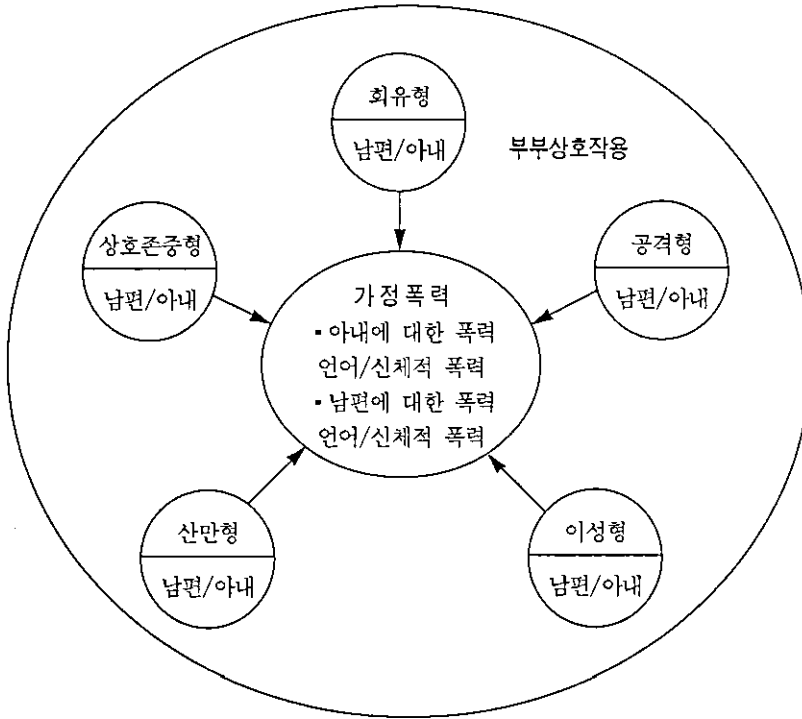 회유형
남편/아내
부부상호작용
상호존중형
남편/아내
공격형
남편/아내
가정폭력
▪아내에 대한 폭력
언어/신체적 폭력
▪남편에 대한 폭력
언어/신체적 폭력
산만형
남편/아내
이성형
남편/아내